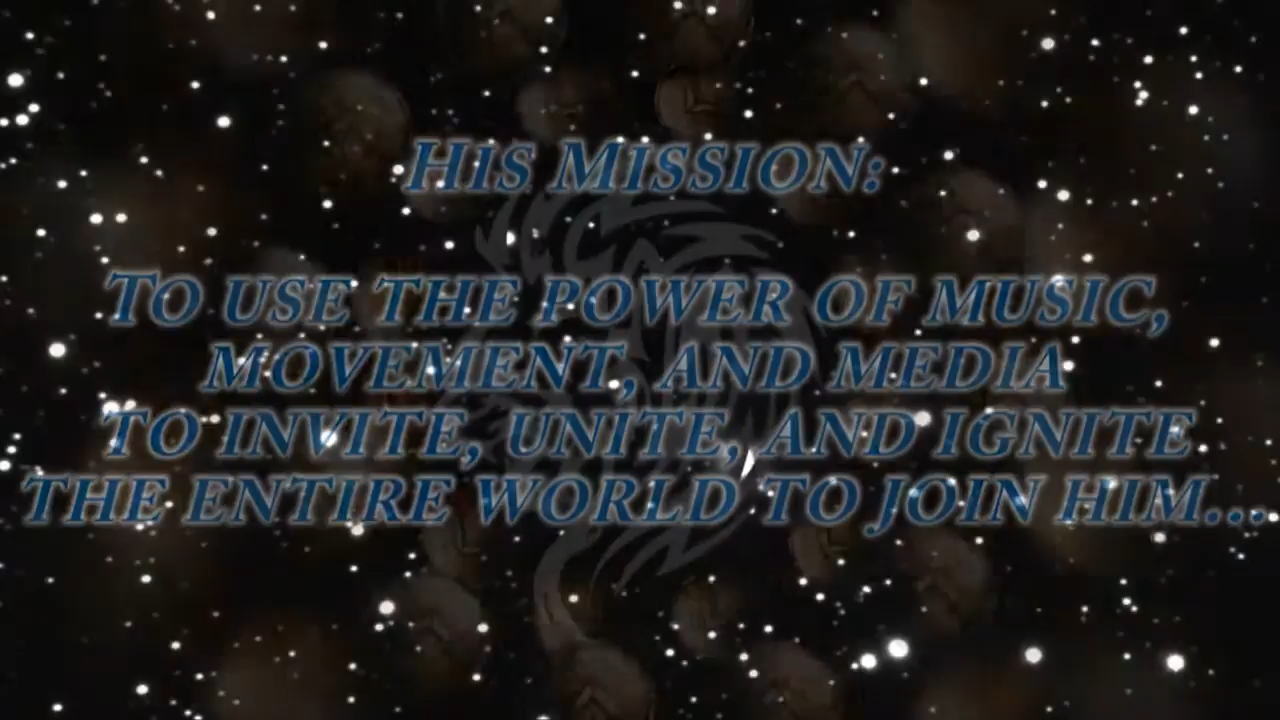 His Mission:
To use the power of music,
movement, and media
to invite, unite, and ignite
the entire world to join him...